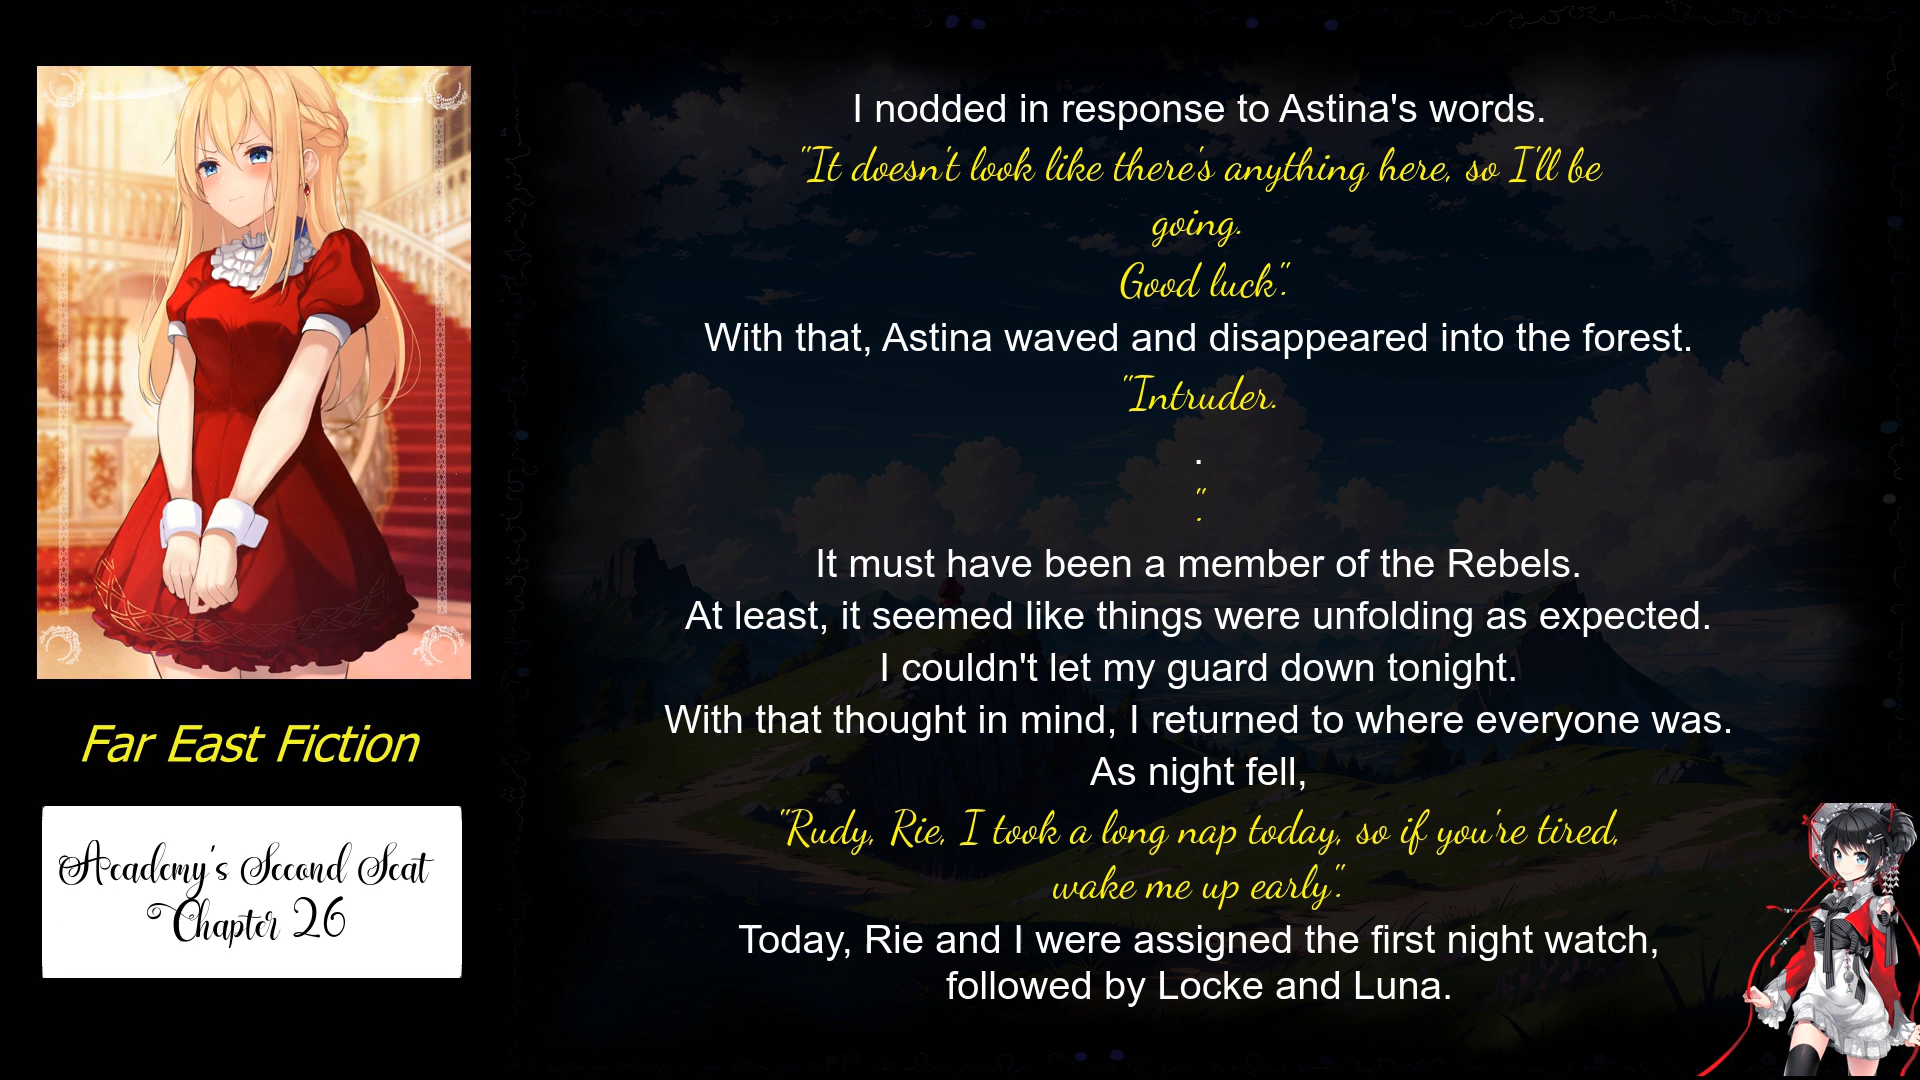 I nodded in response to Astina's words.
"It doesn't look like there's anything here, so I'll be
going.
Good luck".
With that, Astina waved and disappeared into the forest.
"Intruder.
.
".
It must have been a member of the Rebels.
At least, it seemed like things were unfolding as expected.
I couldn't let my guard down tonight.
With that thought in mind, I returned to where everyone was.
As night fell,
"Rudy, Rie, I took a long nap today, so if you're tired,
wake me up early".
Today, Rie and I were assigned the first night watch,
followed by Locke and Luna.
Far East Fiction
Academy's Second Seat
Chapter 26